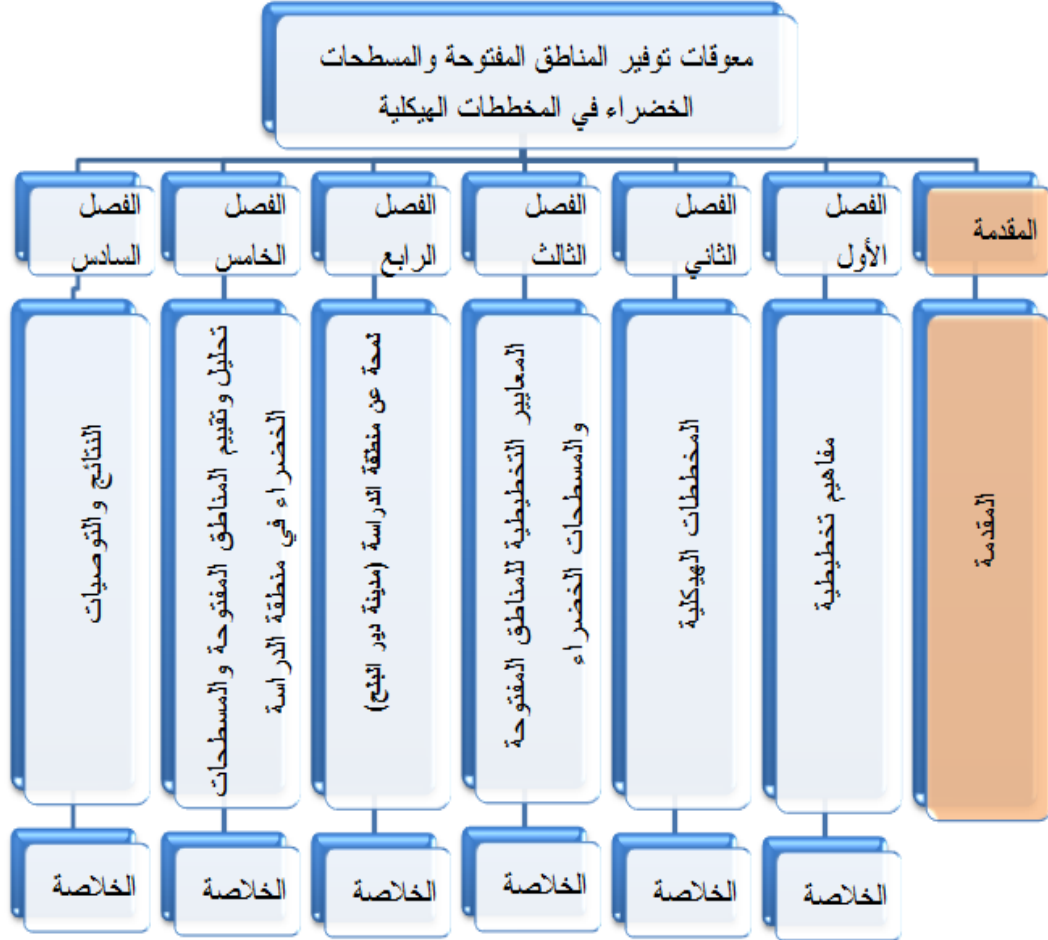 معوقات توفير المناطق المفتوحة والمسطحات
الخضراء في المخططات الهيكلية
المقدمة
المقدمة
الفصل
الأول
مفاهيم تخطيطية
الخلاصة
الفصل
الثاني
المخططات الهيكلية
الخلاصة
الفصل
الثالث
المعايير التخطيطية للمناطق المفتوحة
والمسطحات الخضراء
الخلاصة
الفصل
الرابع
لمحة عن منطقة الدراسة (مدينة دير البلح)
الخلاصة
الفصل
الخامس
تحليل وتقييم المناطق المفتوحة والمسطحات
الخضراء في منطقة الدراسة
الخلاصة
الفصل
السادس
النتائج والتوصيات
الخلاصة